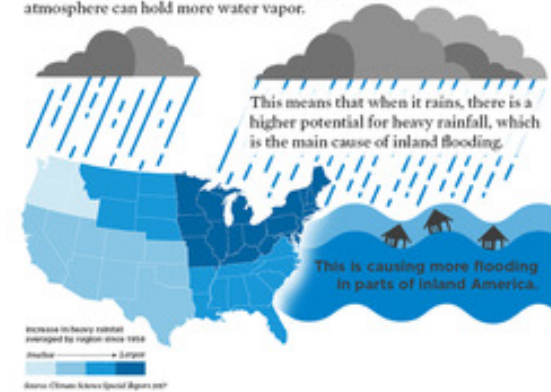 atmosphere can hold more water vapor.
This means that when it rains, there is a
higher potential for heavy rainfall, which
is the main cause of inland flooding.
This is causing more flooding
in parts of inland America.
Increase in heavy rainfall
averaged by region since 1958
Smaller Larger
Source: Climate Science Special Report 2017